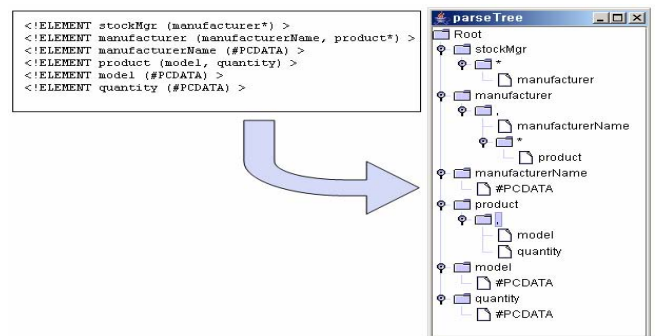 <!ELEMENT stockMgr (manufacturer*) >
<!ELEMENT manufacturer (manufacturerName, product*) >
<!ELEMENT manufacturerName (#PCDATA) >
<!ELEMENT product (model, quantity) >
<!ELEMENT model (#PCDATA) >
<!ELEMENT quantity (#PCDATA) >
parseTree
Root
stockMgr
*
manufacturer
manufacturer
,
manufacturerName
*
product
manufacturerName
#PCDATA
product
,
model
quantity
model
#PCDATA
quantity
#PCDATA